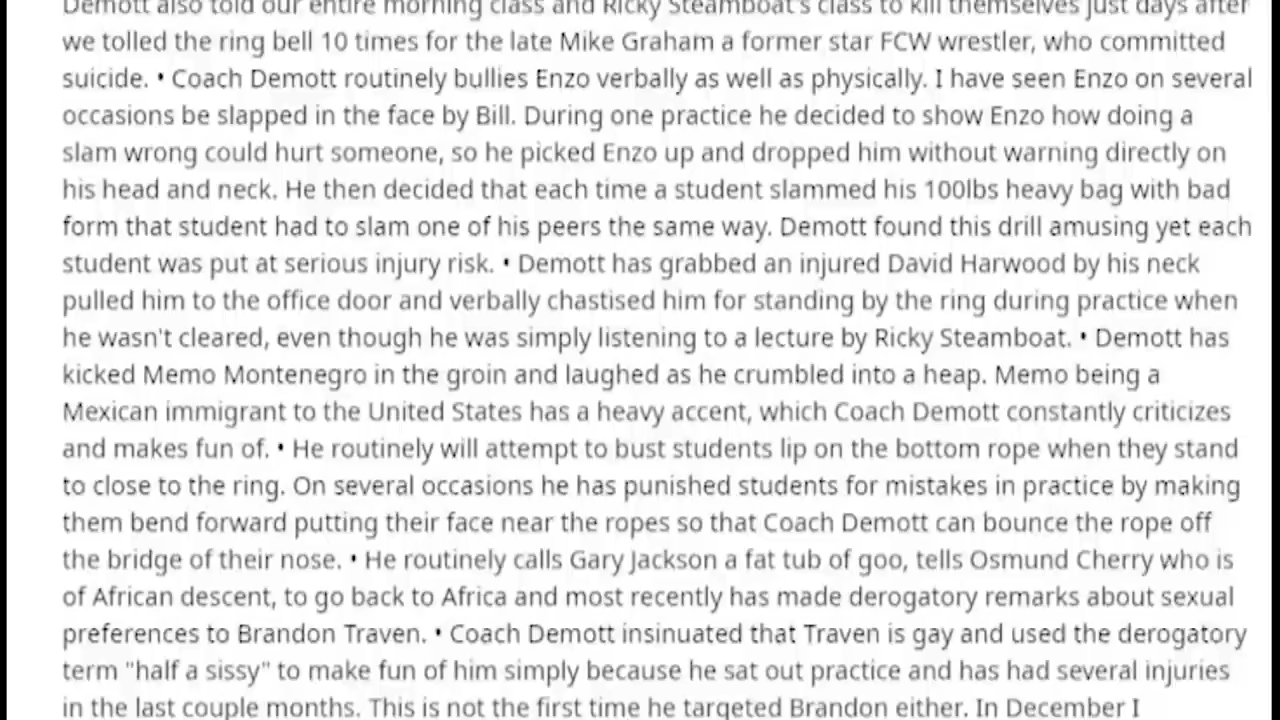 Demott also told our entire morning class and Ricky Steamboat's class to kill themselves just days after
we tolled the ring bell 10 times for the late Mike Graham a former star FCW wrestler, who committed
suicide. • Coach Demott routinely bullies Enzo verbally as well as physically. I have seen Enzo on several
occasions be slapped in the face by Bill. During one practice he decided to show Enzo how doing a
slam wrong could hurt someone, so he picked Enzo up and dropped him without warning directly on
his head and neck. He then decided that each time a student slammed his 100lbs heavy bag with bad
form that student had to slam one of his peers the same way. Demott found this drill amusing yet each
student was put at serious injury risk. • Demott has grabbed an injured David Harwood by his neck
pulled him to the office door and verbally chastised him for standing by the ring during practice when
he wasn't cleared, even though he was simply listening to a lecture by Ricky Steamboat. • Demott has
kicked Memo Montenegro in the groin and laughed as he crumbled into a heap. Memo being a
Mexican immigrant to the United States has a heavy accent, which Coach Demott constantly criticizes
and makes fun of. • He routinely will attempt to bust students lip on the bottom rope when they stand
to close to the ring. On several occasions he has punished students for mistakes in practice by making
them bend forward putting their face near the ropes so that Coach Demott can bounce the rope off
the bridge of their nose. • He routinely calls Gary Jackson a fat tub of goo, tells Osmund Cherry who is
of African descent, to go back to Africa and most recently has made derogatory remarks about sexual
preferences to Brandon Traven. • Coach Demott insinuated that Traven is gay and used the derogatory
term "half a sissy" to make fun of him simply because he sat out practice and has had several injuries
in the last couple months. This is not the first time he targeted Brandon either. In December I